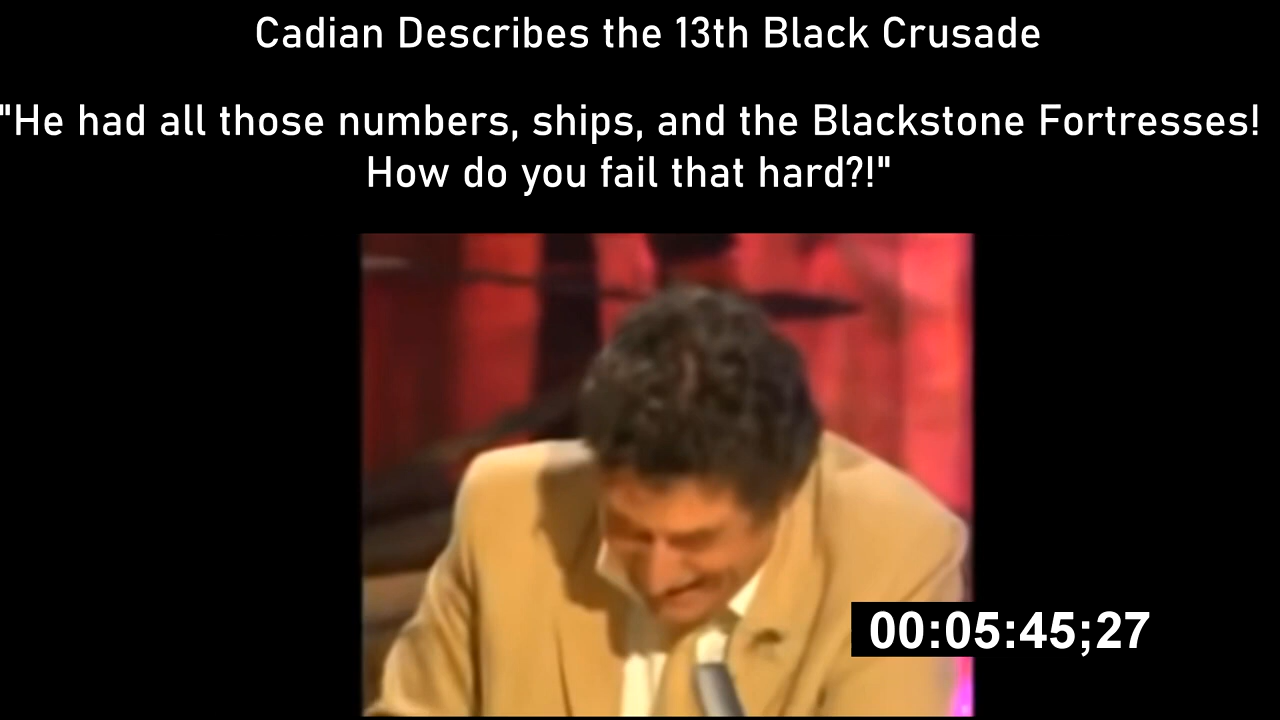 Cadian Describes the 13th Black Crusade
"He had all those numbers, ships, and the Blackstone Fortresses!
How do you fail that hard?!"
00:05:45;27